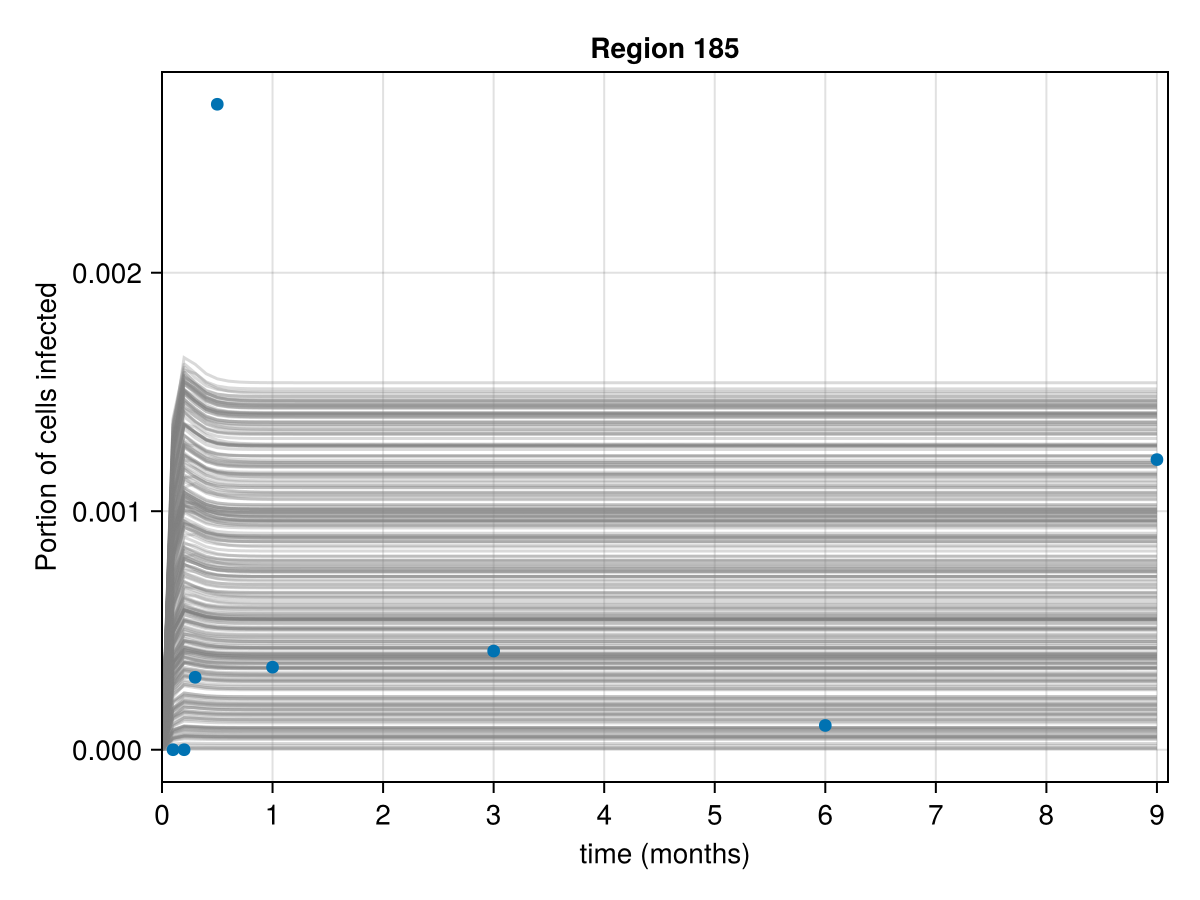 Region 185
Portion of cells infected
0.002
0.001
0.000
0 1 2 3 4 5 6 7 8 9
time (months)